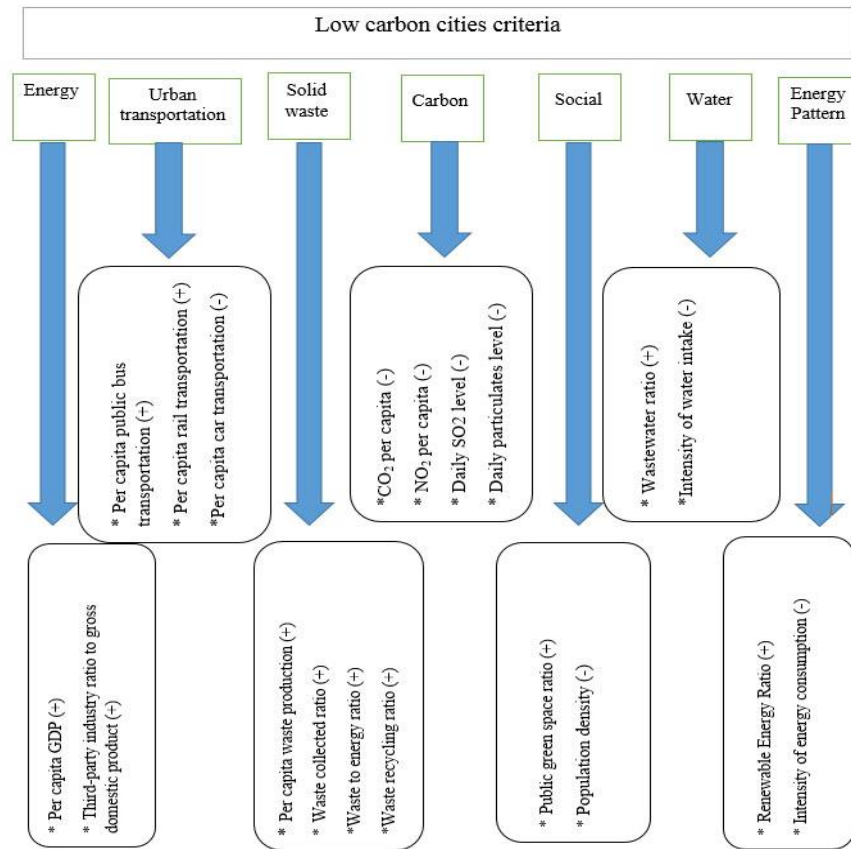 Low carbon cities criteria
Energy
Urban
transportation
Solid
waste
Carbon
Social
Water
Energy
Pattern
* Per capita public bus
transportation (+)
* Per capita rail transportation (+)
*Per capita car transportation (-)
*CO₂ per capita (-)
* NO₂ per capita (-)
* Daily SO2 level (-)
* Daily particulates level (-)
* Wastewater ratio (+)
*Intensity of water intake (-)
* Per capita GDP (+)
* Third-party industry ratio to gross
domestic product (+)
* Per capita waste production (+)
* Waste collected ratio (+)
*Waste to energy ratio (+)
*Waste recycling ratio (+)
* Public green space ratio (+)
* Population density (-)
* Renewable Energy Ratio (+)
* Intensity of energy consumption (-)